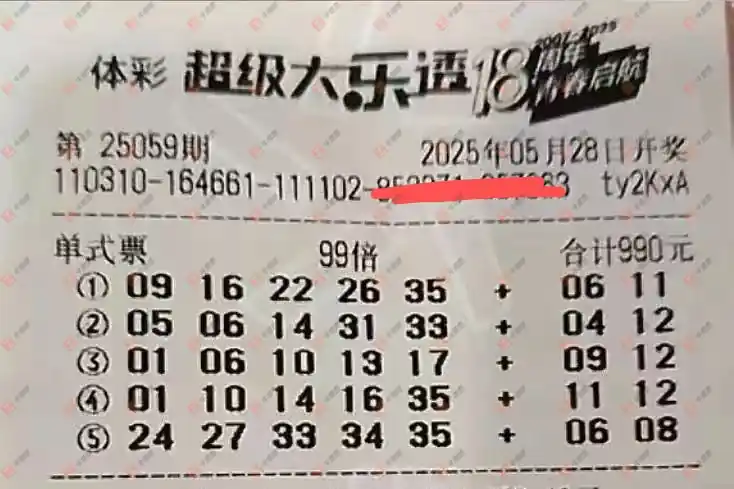 体彩 超级大乐透 18周年 2007-2025 青春启航
第 25059期 2025年05月28日开奖
110310-164661-111102- ty2KxA
单式票 99倍 合计990元
① 09 16 22 26 35 + 06 11
② 05 06 14 31 33 + 04 12
③ 01 06 10 13 17 + 09 12
④ 01 10 14 16 35 + 11 12
⑤ 24 27 33 34 35 + 06 08